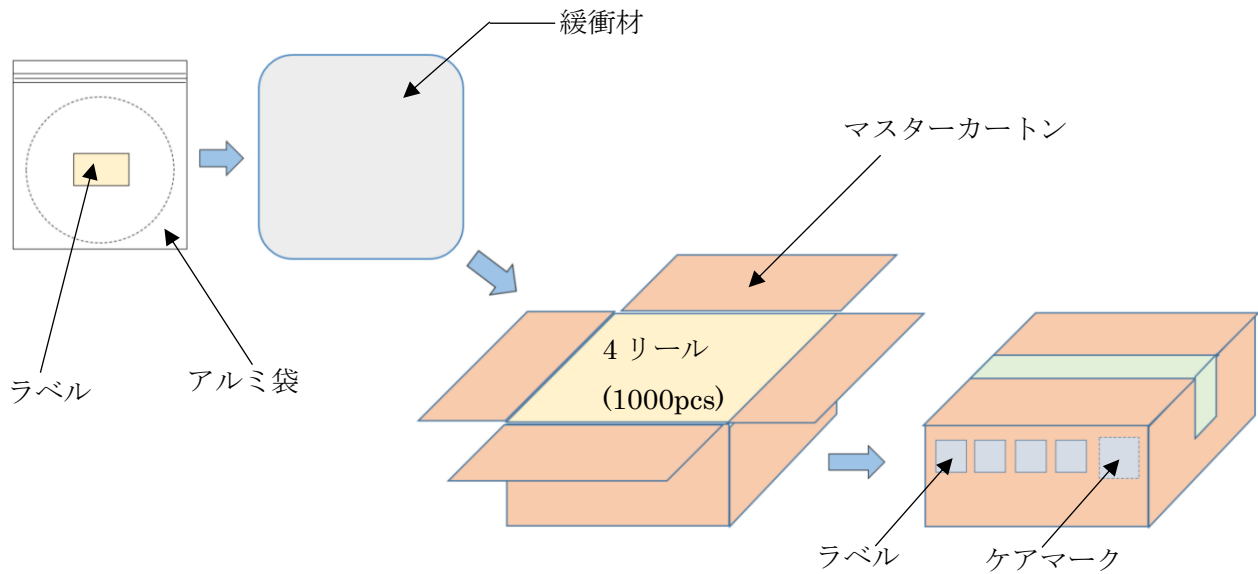 緩衝材
マスターカートン
4 リール
(1000pcs)
ラベル
アルミ袋
ラベル
ケアマーク